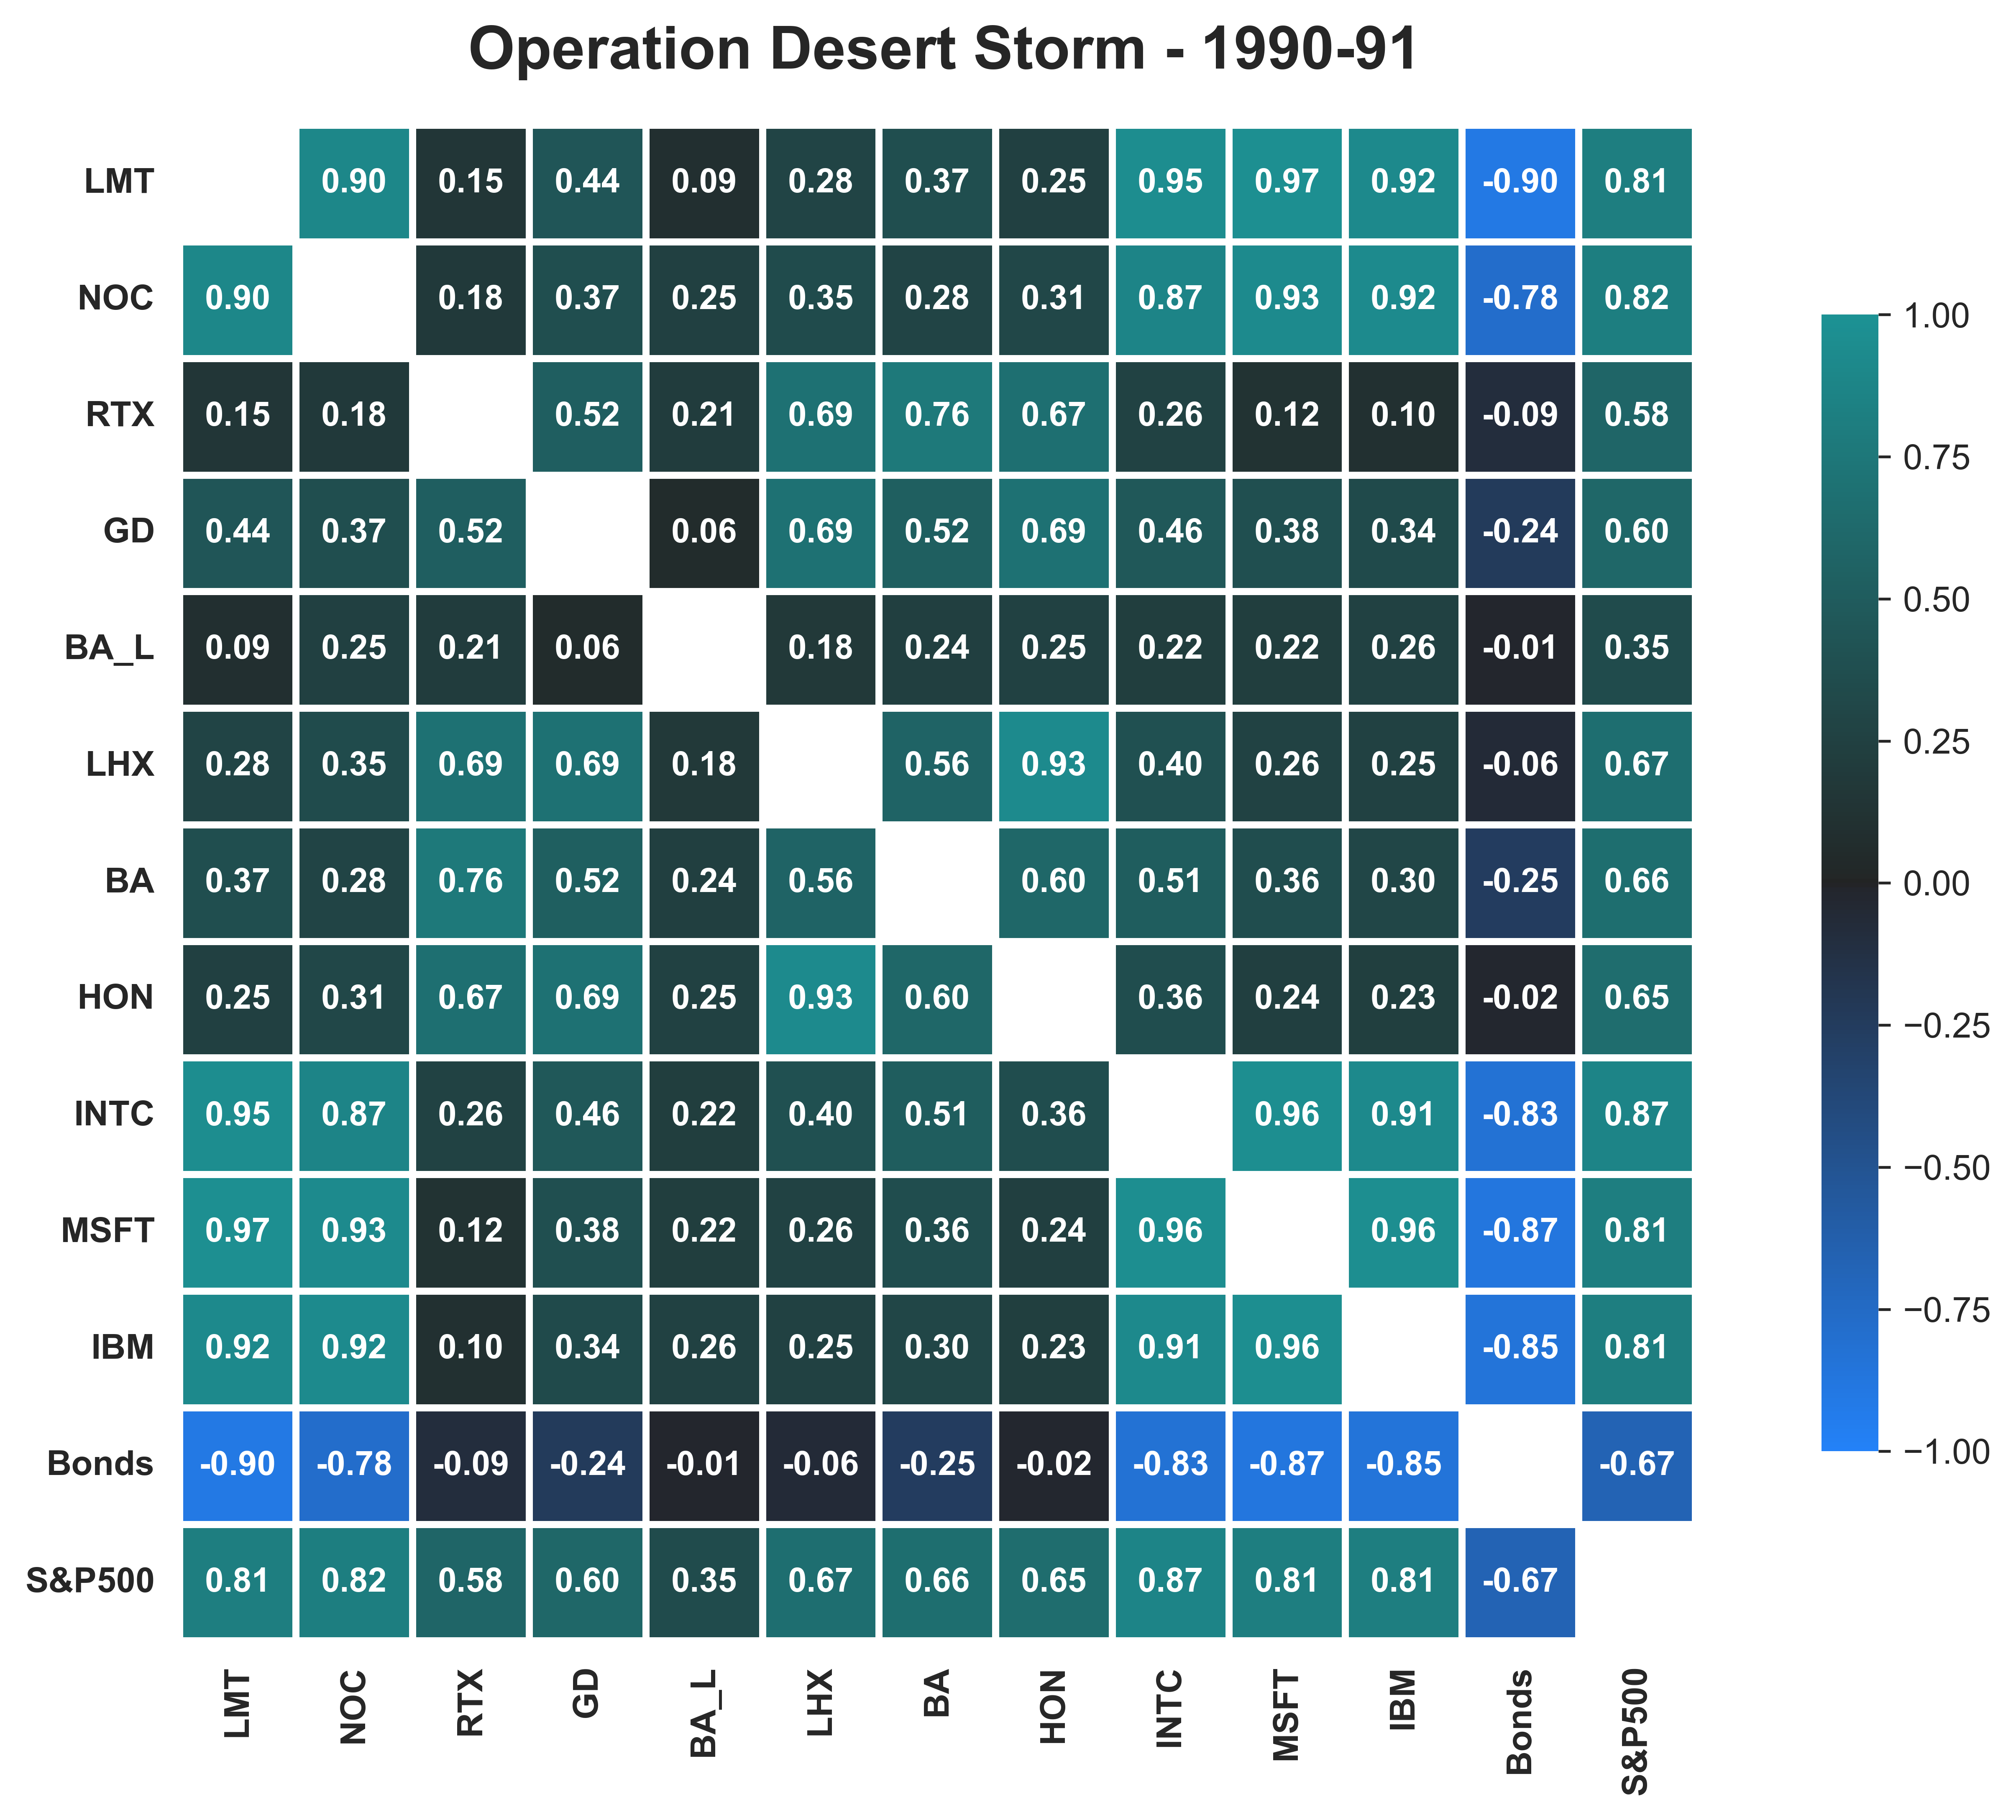 Operation Desert Storm - 1990-91
LMT 0.90 0.15 0.44 0.09 0.28 0.37 0.25 0.95 0.97 0.92 -0.90 0.81
NOC 0.90 0.18 0.37 0.25 0.35 0.28 0.31 0.87 0.93 0.92 -0.78 0.82
RTX 0.15 0.18 0.52 0.21 0.69 0.76 0.67 0.26 0.12 0.10 -0.09 0.58
GD 0.44 0.37 0.52 0.06 0.69 0.52 0.69 0.46 0.38 0.34 -0.24 0.60
BA_L 0.09 0.25 0.21 0.06 0.18 0.24 0.25 0.22 0.22 0.26 -0.01 0.35
LHX 0.28 0.35 0.69 0.69 0.18 0.56 0.93 0.40 0.26 0.25 -0.06 0.67
BA 0.37 0.28 0.76 0.52 0.24 0.56 0.60 0.51 0.36 0.30 -0.25 0.66
HON 0.25 0.31 0.67 0.69 0.25 0.93 0.60 0.36 0.24 0.23 -0.02 0.65
INTC 0.95 0.87 0.26 0.46 0.22 0.40 0.51 0.36 0.96 0.91 -0.83 0.87
MSFT 0.97 0.93 0.12 0.38 0.22 0.26 0.36 0.24 0.96 0.96 -0.87 0.81
IBM 0.92 0.92 0.10 0.34 0.26 0.25 0.30 0.23 0.91 0.96 -0.85 0.81
Bonds -0.90 -0.78 -0.09 -0.24 -0.01 -0.06 -0.25 -0.02 -0.83 -0.87 -0.85 -0.67
S&P500 0.81 0.82 0.58 0.60 0.35 0.67 0.66 0.65 0.87 0.81 0.81 -0.67
LMT NOC RTX GD BA_L LHX BA HON INTC MSFT IBM Bonds S&P500
1.00
0.75
0.50
0.25
0.00
−0.25
−0.50
−0.75
−1.00